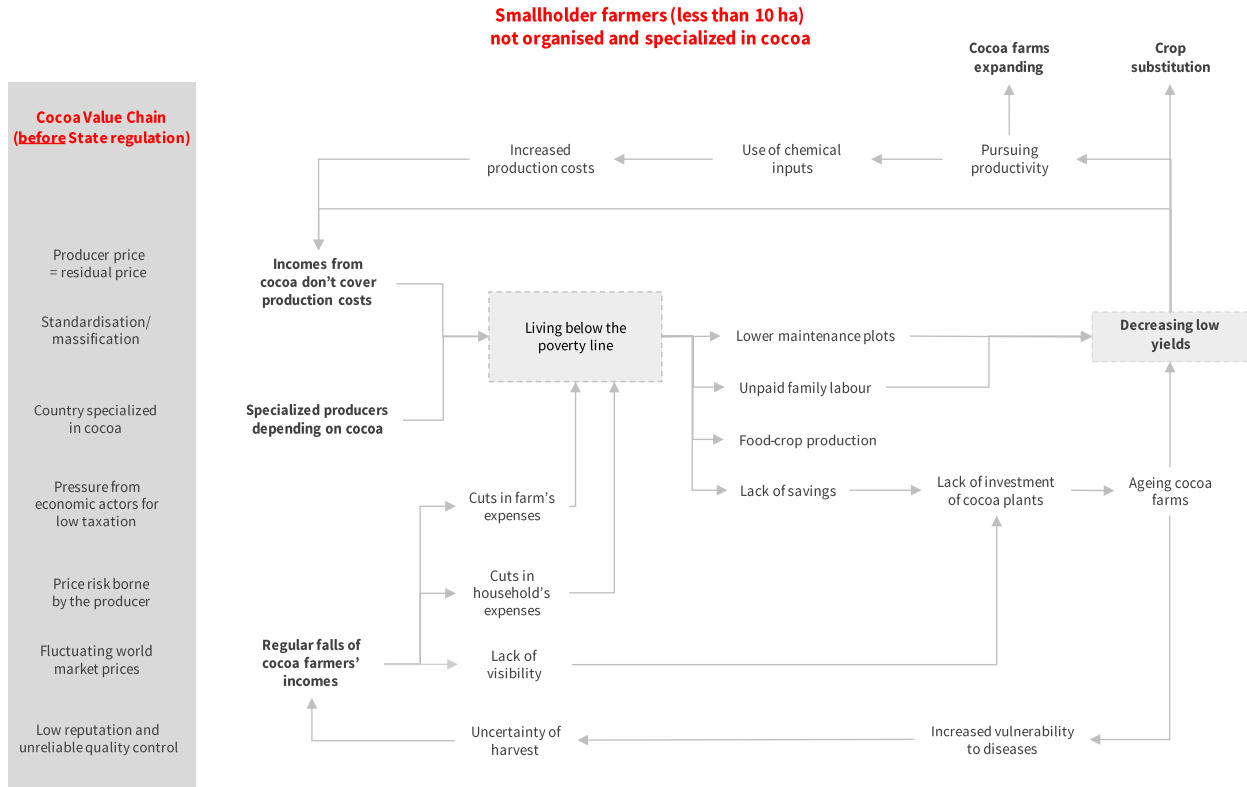 Smallholder farmers (less than 10 ha)
not organised and specialized in cocoa
Cocoa Value Chain
(before State regulation)
Producer price
= residual price
Standardisation/
massification
Country specialized
in cocoa
Pressure from
economic actors for
low taxation
Price risk borne
by the producer
Fluctuating world
market prices
Low reputation and
unreliable quality control
Cocoa farms
expanding
Crop
substitution
Increased
production costs
Use of chemical
inputs
Pursuing
productivity
Incomes from
cocoa don’t cover
production costs
Living below the
poverty line
Lower maintenance plots
Decreasing low
yields
Unpaid family labour
Specialized producers
depending on cocoa
Food-crop production
Cuts in farm’s
expenses
Lack of savings
Lack of investment
of cocoa plants
Ageing cocoa
farms
Cuts in
household’s
expenses
Regular falls of
cocoa farmers’
incomes
Lack of
visibility
Uncertainty of
harvest
Increased vulnerability
to diseases